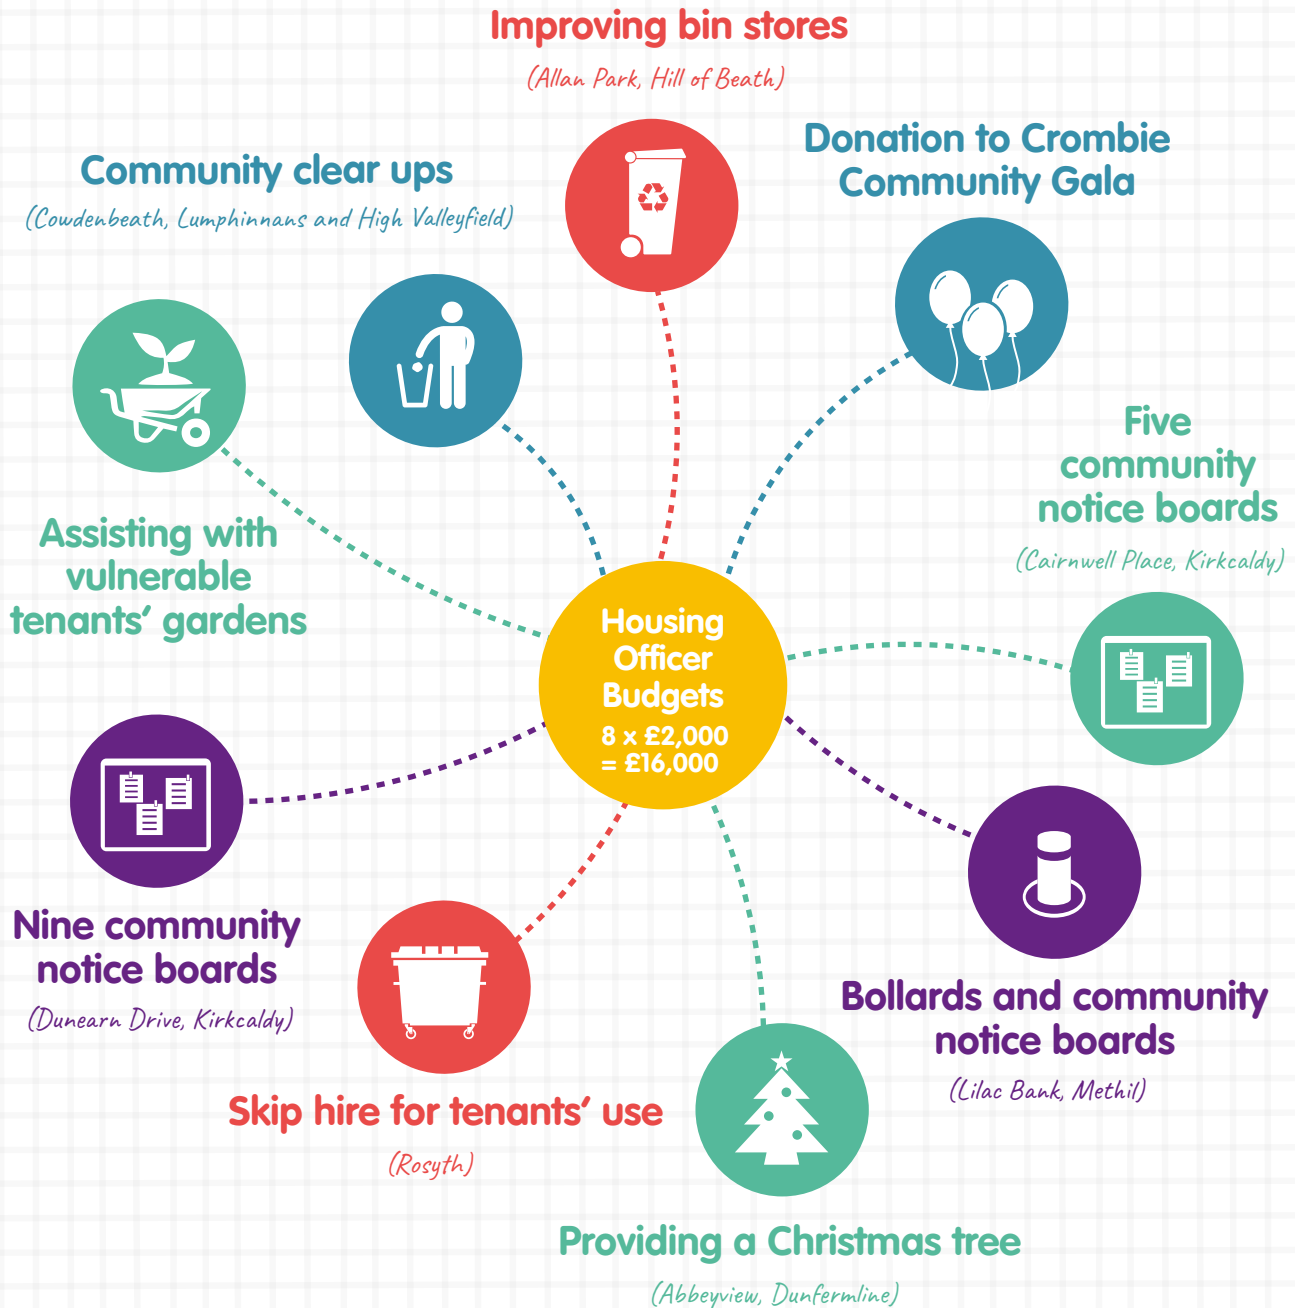 Improving bin stores
(Allan Park, Hill of Beath)
Donation to Crombie
Community Gala
Community clear ups
(Cowdenbeath, Lumphinnans and High Valleyfield)
Five
community
notice boards
(Cairnwell Place, Kirkcaldy)
Assisting with
vulnerable
tenants’ gardens
Housing
Officer
Budgets
8 x £2,000
= £16,000
Nine community
notice boards
(Dunearn Drive, Kirkcaldy)
Bollards and community
notice boards
(Lilac Bank, Methil)
Skip hire for tenants’ use
(Rosyth)
Providing a Christmas tree
(Abbeyview, Dunfermline)